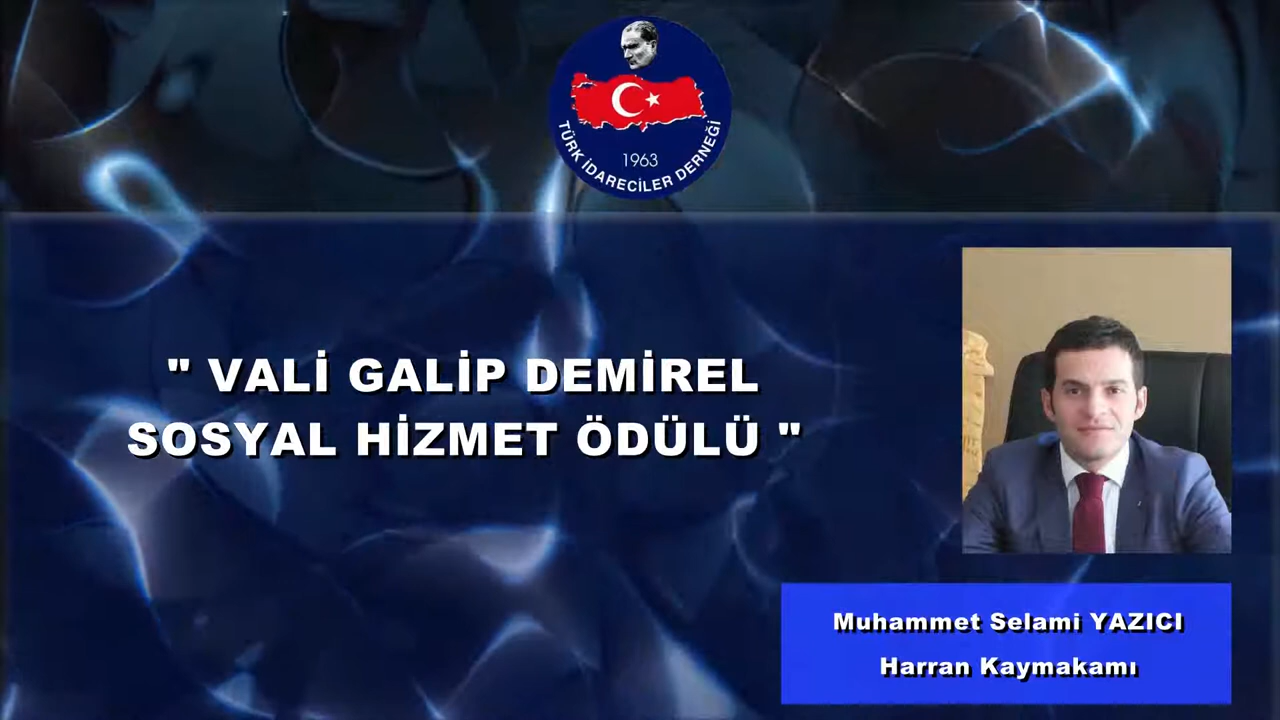 TÜRK İDARECİLER DERNEĞİ
1963
" VALİ GALİP DEMİREL
SOSYAL HİZMET ÖDÜLÜ "
Muhammet Selami YAZICI
Harran Kaymakamı